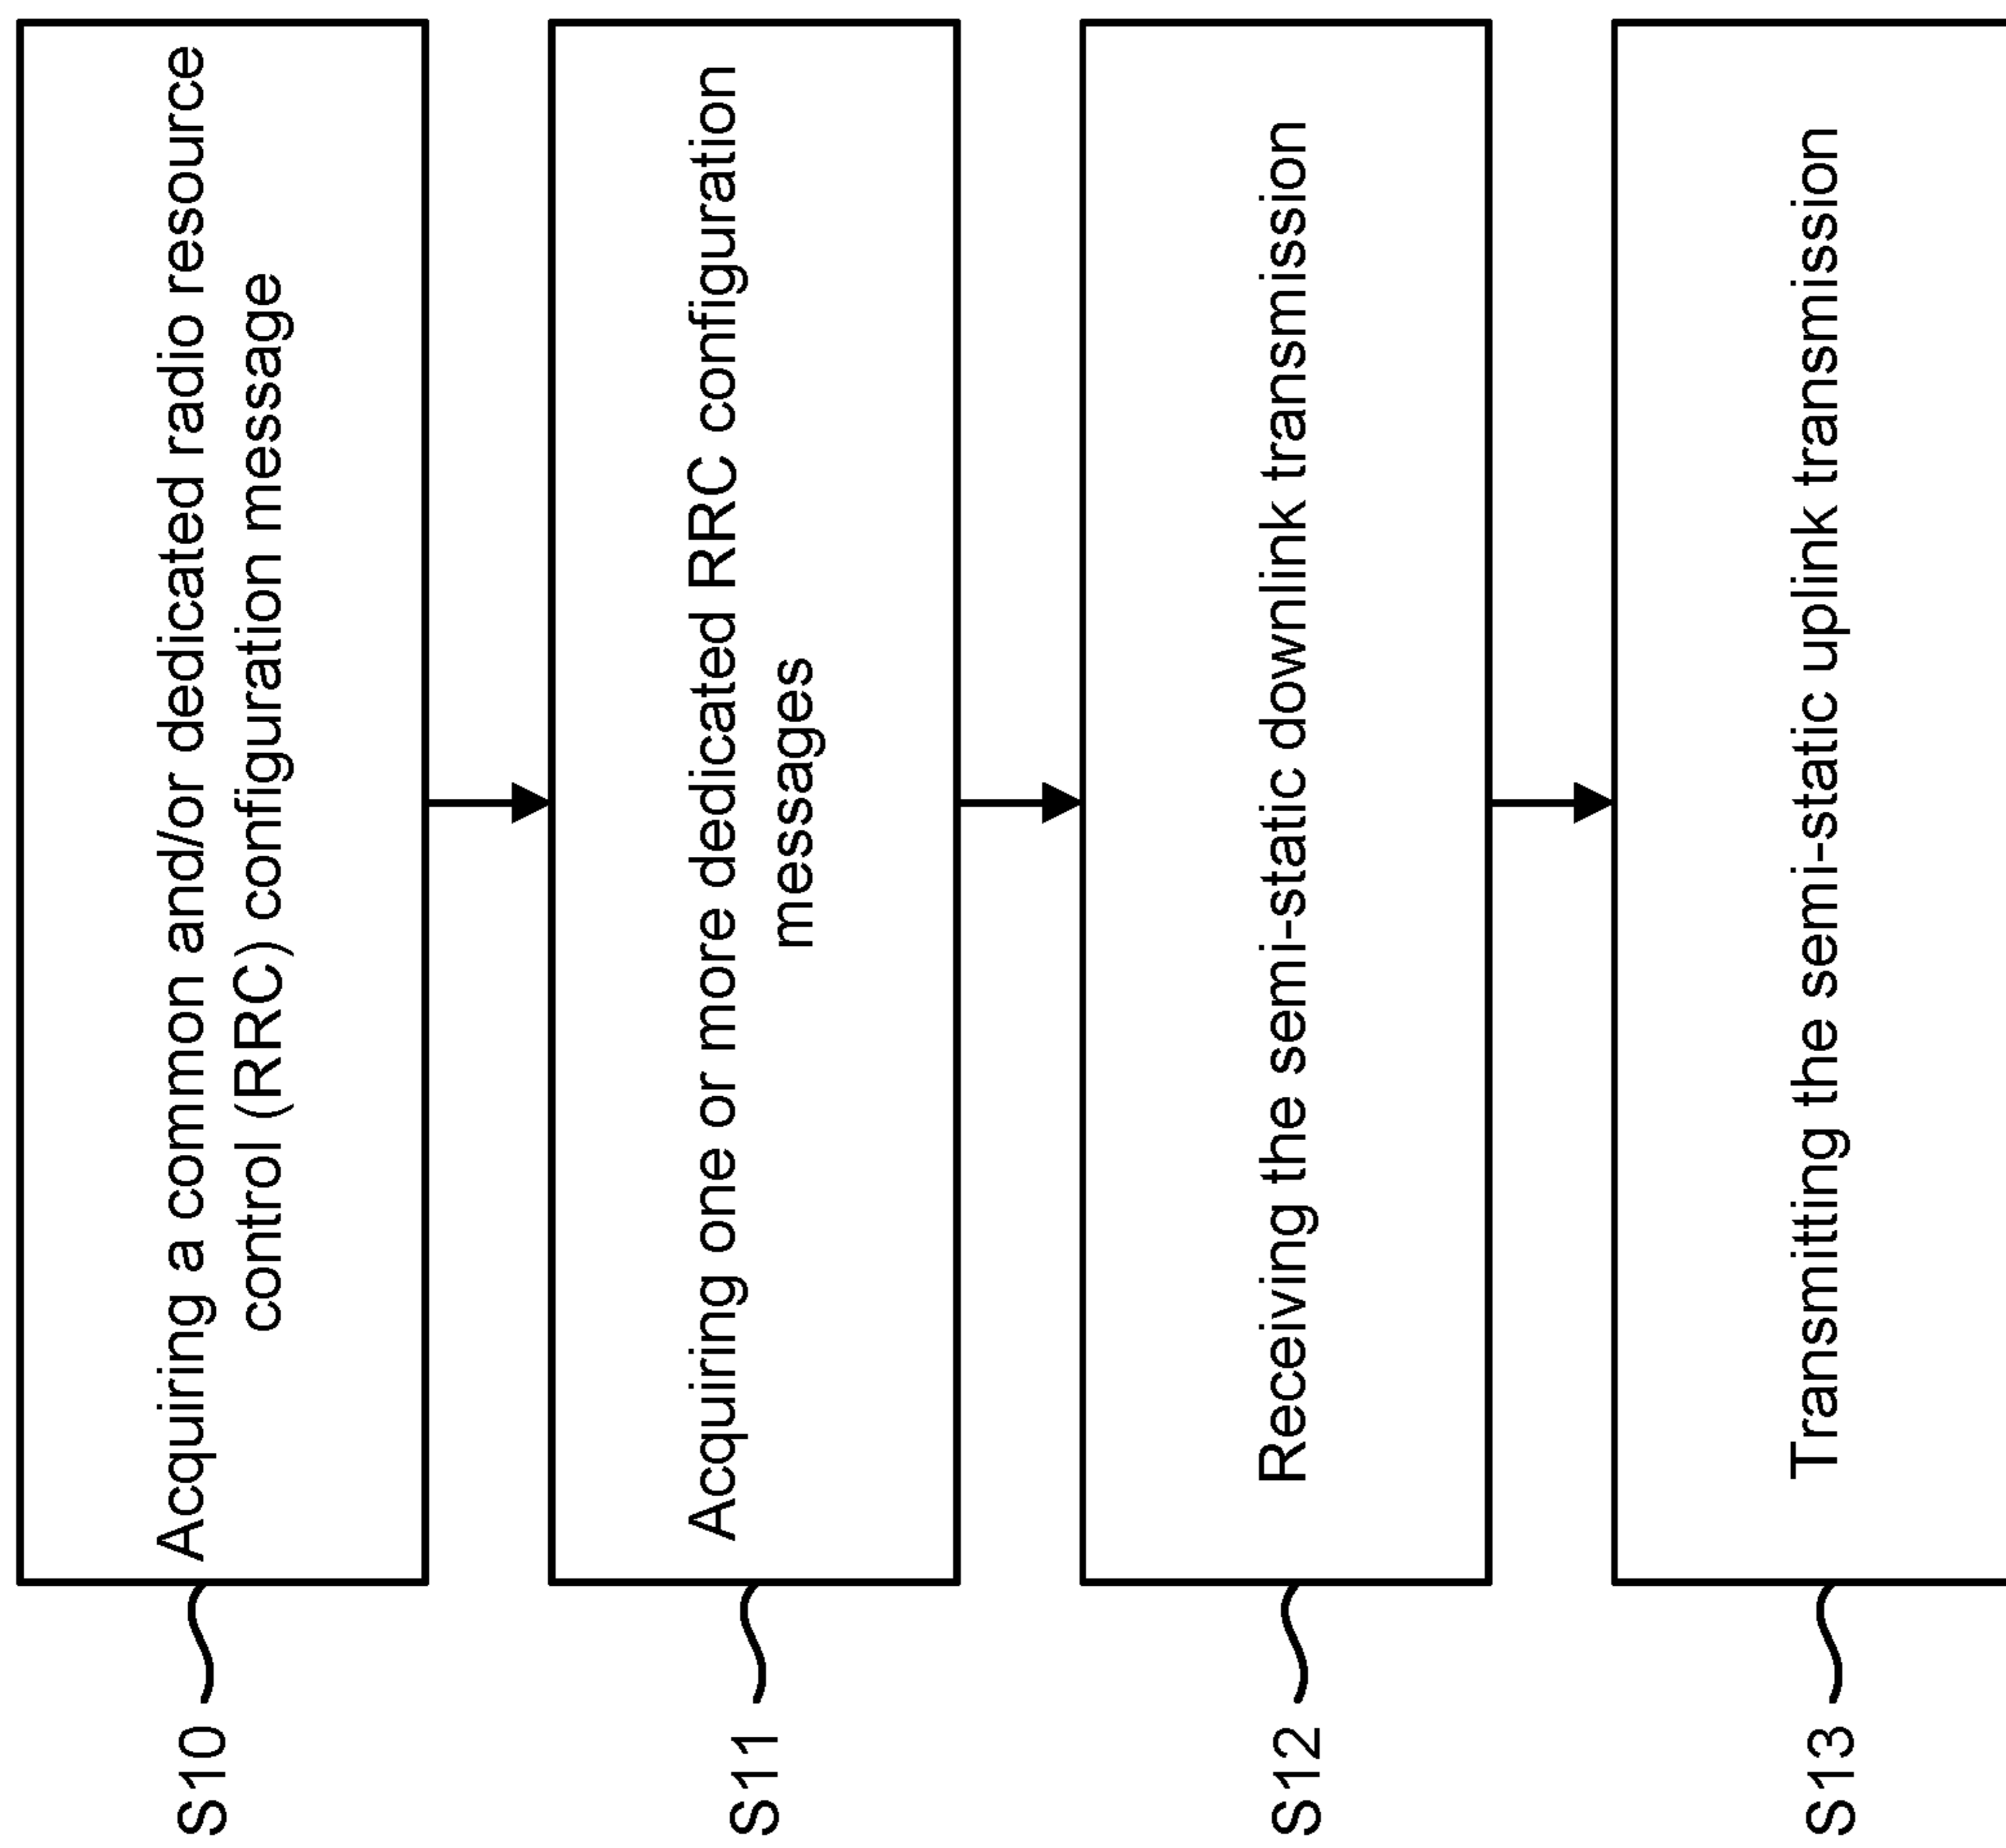 S10
Acquiring a common and/or dedicated radio resource
control (RRC) configuration message
S11
Acquiring one or more dedicated RRC configuration
messages
S12
Receiving the semi-static downlink transmission
S13
Transmitting the semi-static uplink transmission